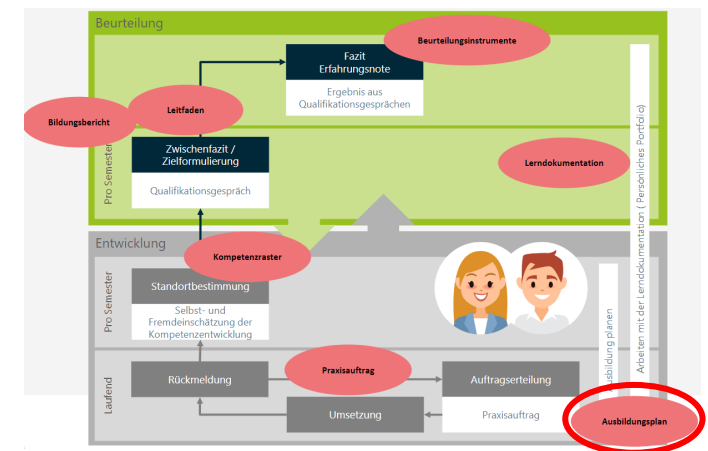 Beurteilung
Beurteilungsinstrumente
Fazit
Erfahrungsnote
Ergebnis aus
Qualifikationsgesprächen
Leitfaden
Bildungsbericht
Pro Semester
Zwischenfazit /
Zielformulierung
Qualifikationsgespräch
Lerndokumentation
Arbeiten mit der Lerndokumentation ( Persönliches Portfolio)
Entwicklung
Kompetenzraster
Pro Semester
Standortbestimmung
Selbst- und
Fremdeinschätzung der
Kompetenzentwicklung
Ausbildung planen
Laufend
Rückmeldung
Praxisauftrag
Auftragserteilung
Umsetzung
Praxisauftrag
Ausbildungsplan